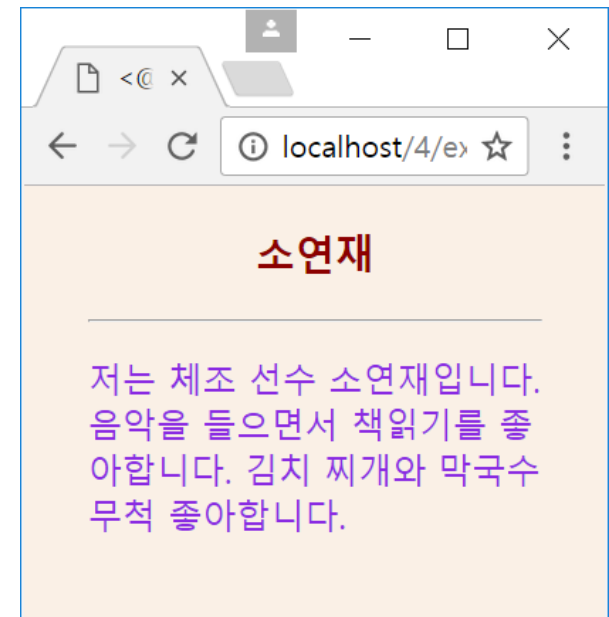 <@
localhost/4/ex
소연재
저는 체조 선수 소연재입니다.
음악을 들으면서 책읽기를 좋
아합니다. 김치 찌개와 막국수
무척 좋아합니다.